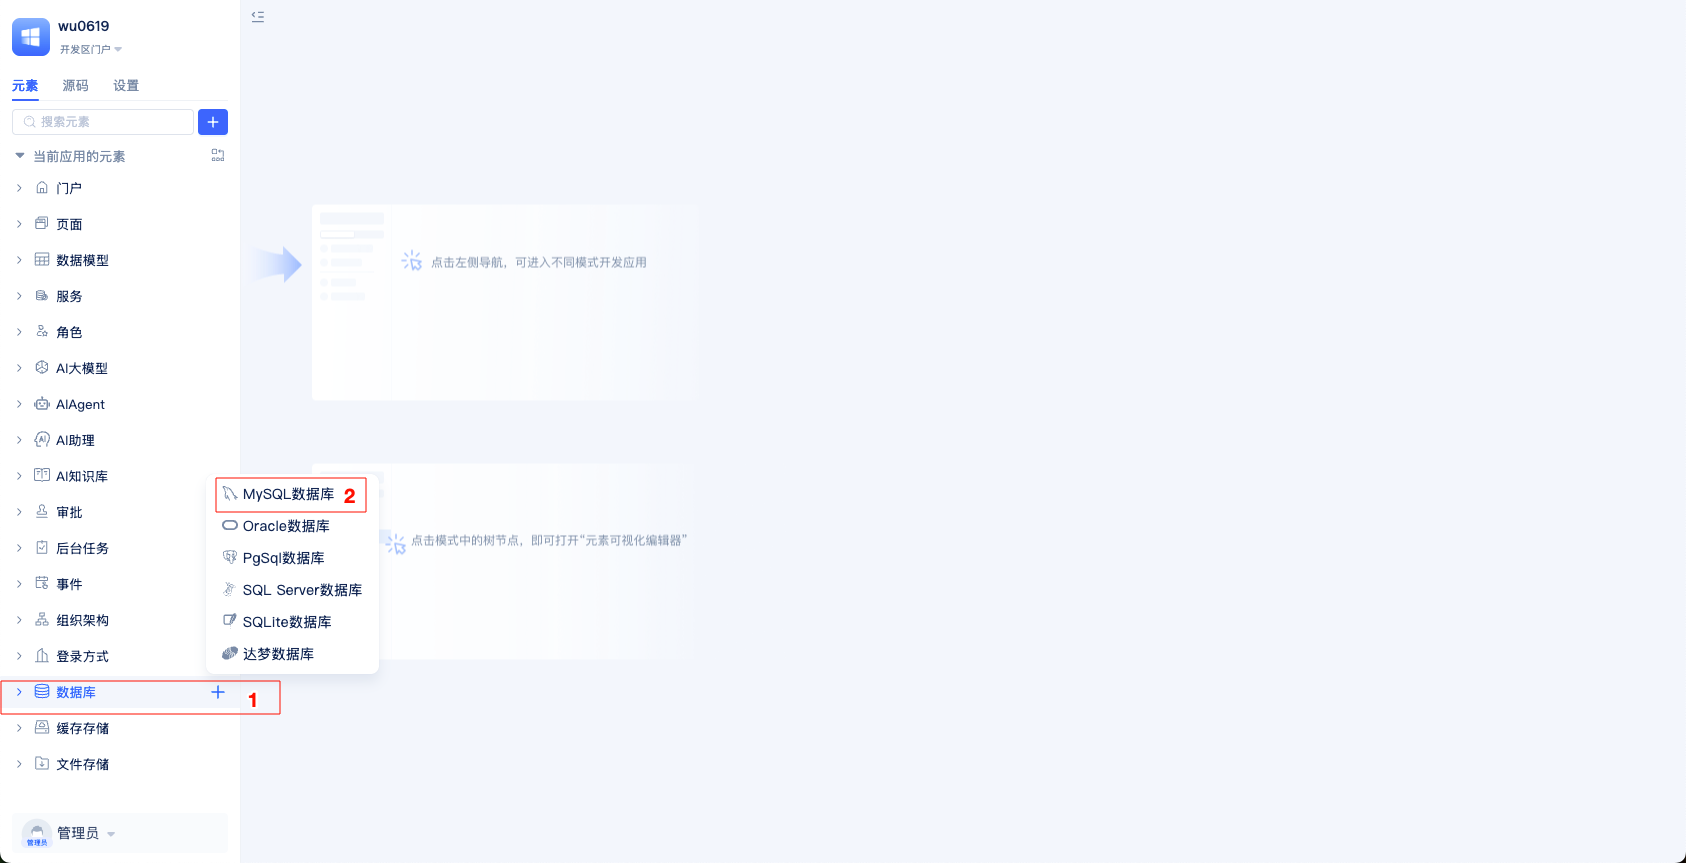 wu0619
开发区门户
元素 源码 设置
搜索元素
当前应用的元素
门户
页面
数据模型
服务
角色
AI大模型
AIAgent
AI助理
AI知识库
审批
后台任务
事件
组织架构
登录方式
数据库 1
缓存存储
文件存储
管理员
管理员
MySQL数据库 2
Oracle数据库
PgSql数据库
SQL Server数据库
SQLite数据库
达梦数据库
点击左侧导航，可进入不同模式开发应用
点击模式中的树节点，即可打开“元素可视化编辑器”